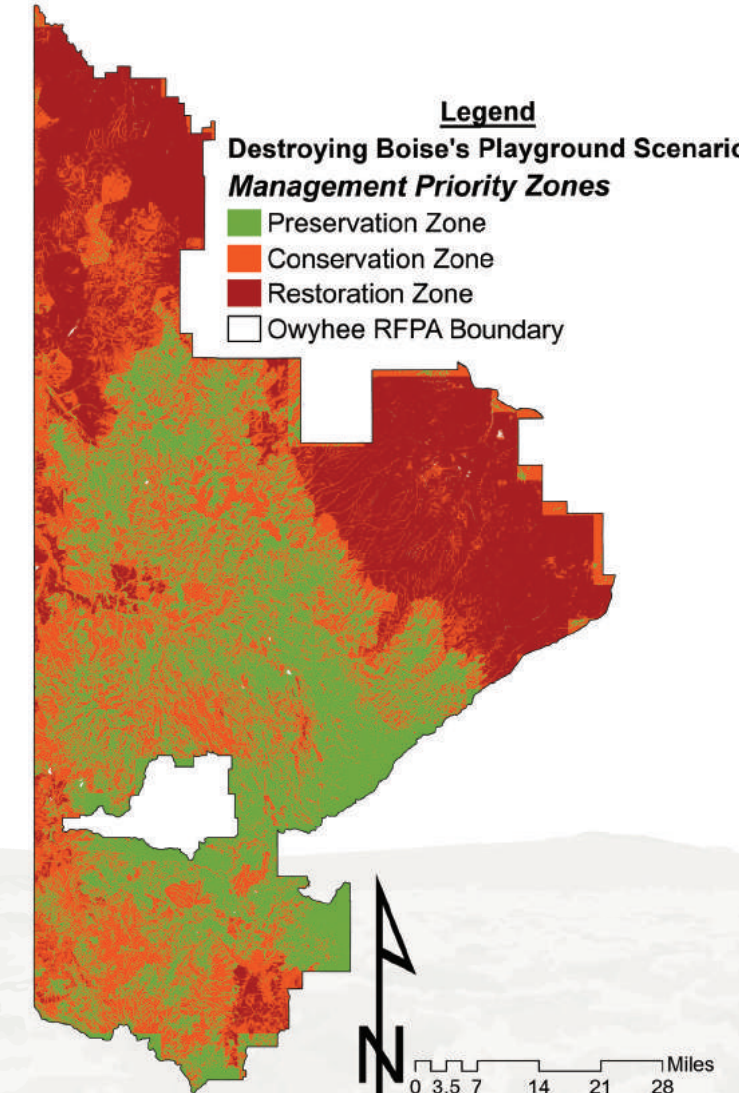 Legend
Destroying Boise's Playground Scenario
Management Priority Zones
Preservation Zone
Conservation Zone
Restoration Zone
Owyhee RFPA Boundary
N
Miles
0 3.5 7 14 21 28